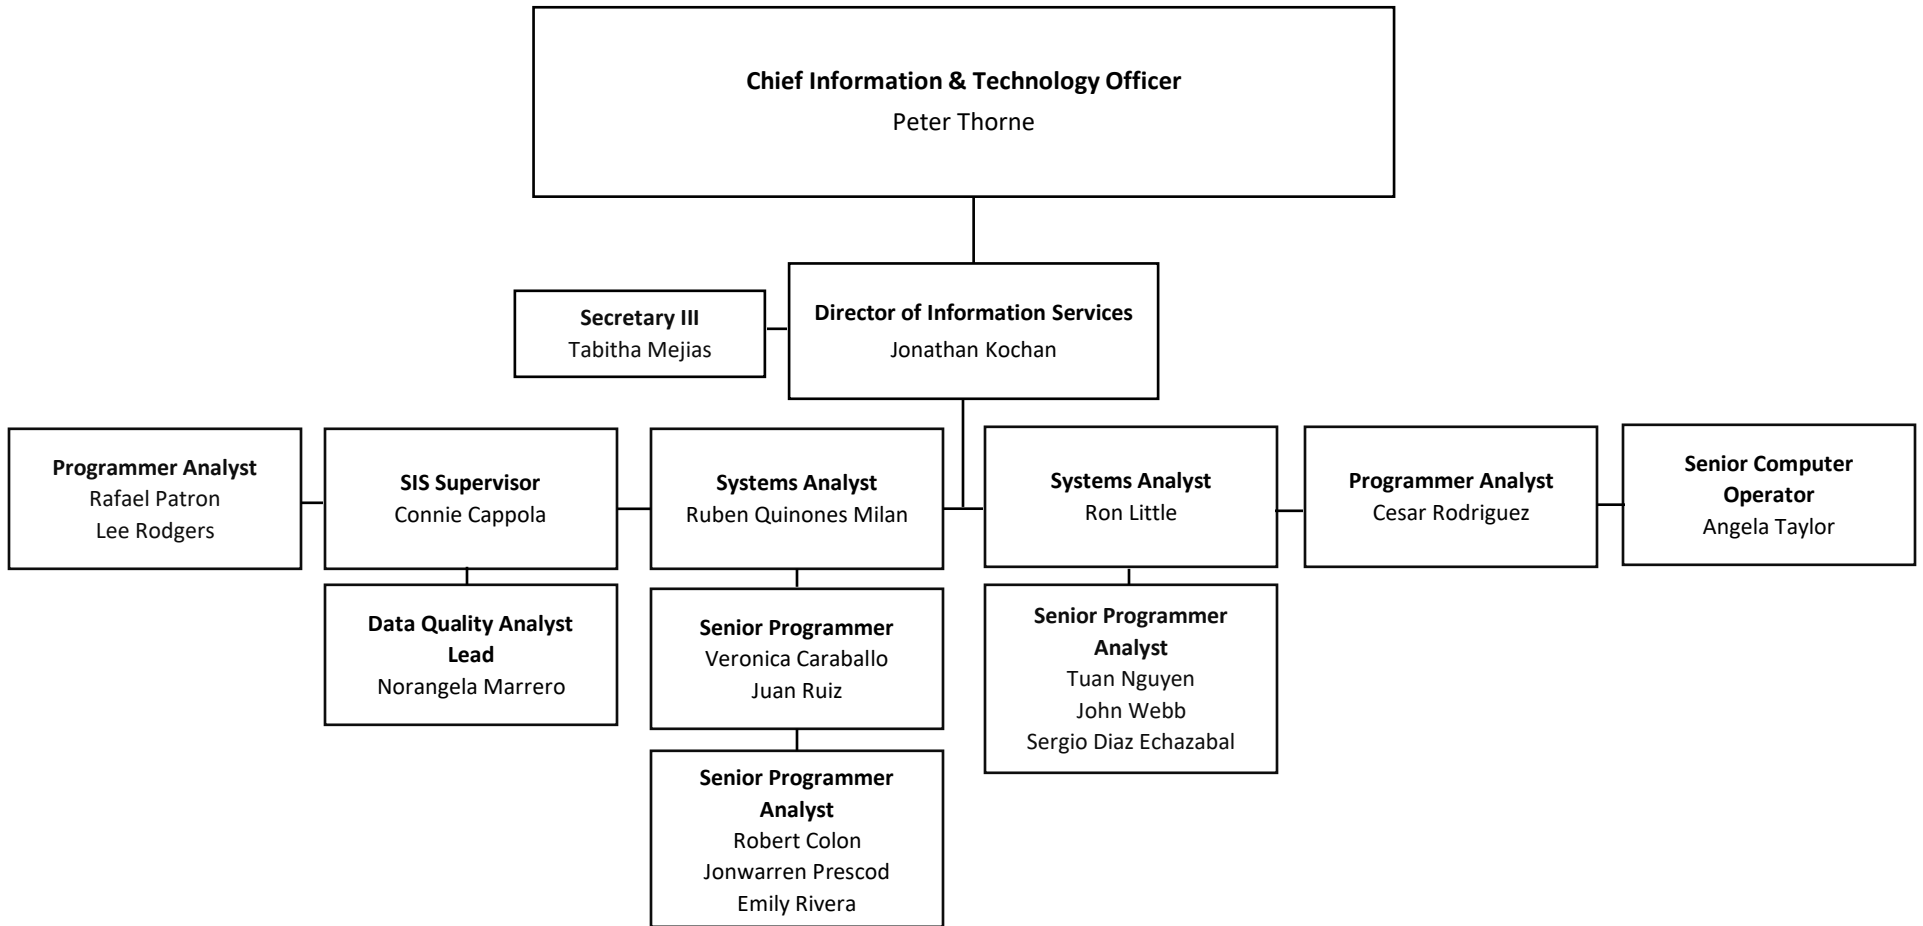 Chief Information & Technology Officer
Peter Thorne
Secretary III
Tabitha Mejias
Director of Information Services
Jonathan Kochan
Programmer Analyst
Rafael Patron
Lee Rodgers
SIS Supervisor
Connie Cappola
Systems Analyst
Ruben Quinones Milan
Systems Analyst
Ron Little
Programmer Analyst
Cesar Rodriguez
Senior Computer
Operator
Angela Taylor
Data Quality Analyst
Lead
Norangela Marrero
Senior Programmer
Veronica Caraballo
Juan Ruiz
Senior Programmer
Analyst
Tuan Nguyen
John Webb
Sergio Diaz Echazabal
Senior Programmer
Analyst
Robert Colon
Jonwarren Prescod
Emily Rivera